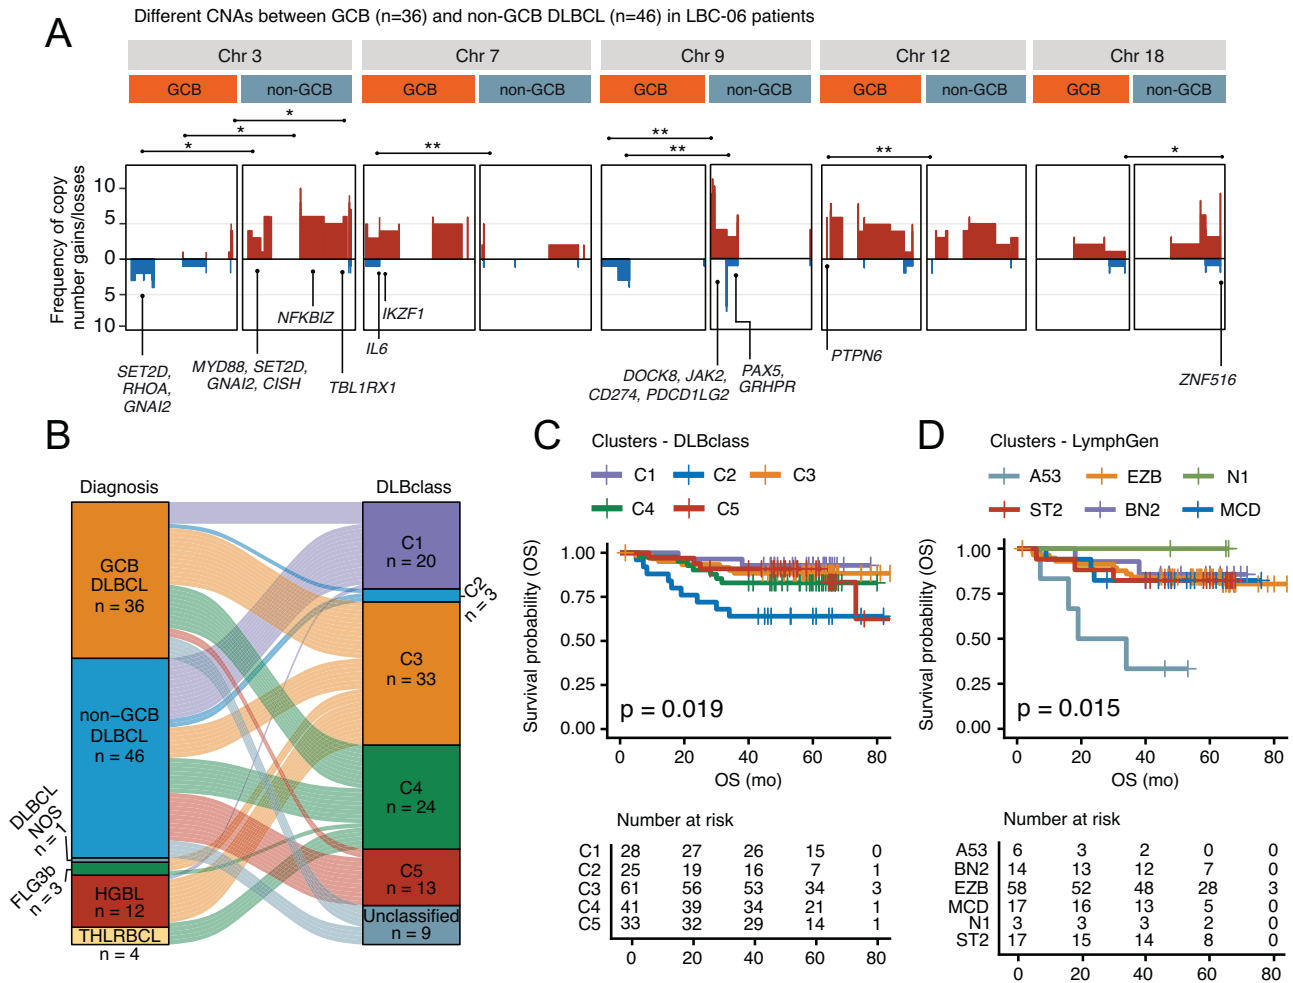 A
Different CNAs between GCB (n=36) and non-GCB DLBCL (n=46) in LBC-06 patients
Chr 3 Chr 7 Chr 9 Chr 12 Chr 18
GCB non-GCB GCB non-GCB GCB non-GCB GCB non-GCB GCB non-GCB
* * * ** ** ** ** *
Frequency of copy
number gains/losses
10
5
0
5
10
SET2D,
RHOA,
GNAI2
MYD88, SET2D,
GNAI2, CISH
NFKBIZ
TBL1RX1
IL6
IKZF1
DOCK8, JAK2,
CD274, PDCD1LG2
PAX5,
GRHPR
PTPN6
ZNF516
B
Diagnosis
DLBclass
GCB
DLBCL
n = 36
non-GCB
DLBCL
n = 46
DLBCL
NOS
n = 1
FLG3b
n = 3
HGBL
n = 12
THLRBCL
n = 4
C1
n = 20
C2
n = 3
C3
n = 33
C4
n = 24
C5
n = 13
Unclassified
n = 9
C
Clusters - DLBclass
C1 C2 C3
C4 C5
Survival probability (OS)
1.00
0.75
0.50
0.25
0.00
p = 0.019
0 20 40 60 80
OS (mo)
Number at risk
C1 28 27 26 15 0
C2 25 19 16 7 1
C3 61 56 53 34 3
C4 41 39 34 21 1
C5 33 32 29 14 1
0 20 40 60 80
D
Clusters - LymphGen
A53 EZB N1
ST2 BN2 MCD
Survival probability (OS)
1.00
0.75
0.50
0.25
0.00
p = 0.015
0 20 40 60 80
OS (mo)
Number at risk
A53 6 3 2 0 0
BN2 14 13 12 7 0
EZB 58 52 48 28 3
MCD 17 16 13 5 0
N1 3 3 3 2 0
ST2 17 15 14 8 0
0 20 40 60 80